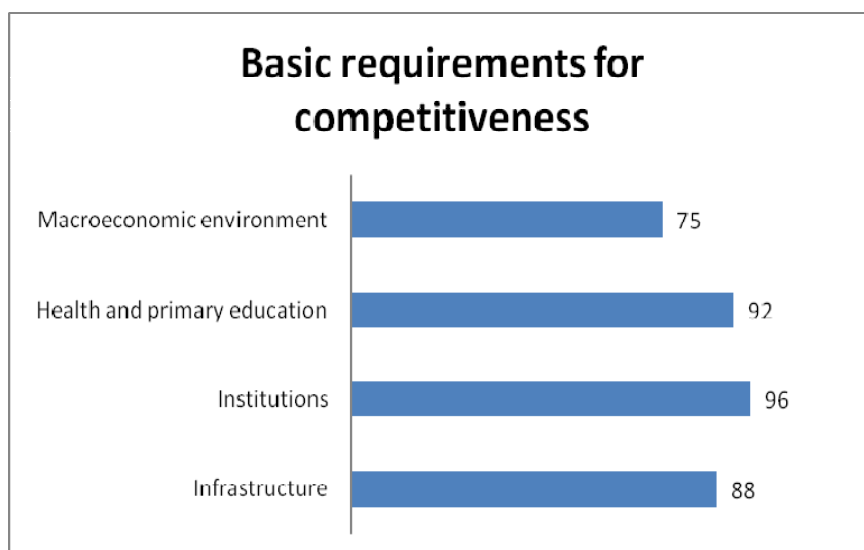 Basic requirements for
competitiveness
Macroeconomic environment 75
Health and primary education 92
Institutions 96
Infrastructure 88